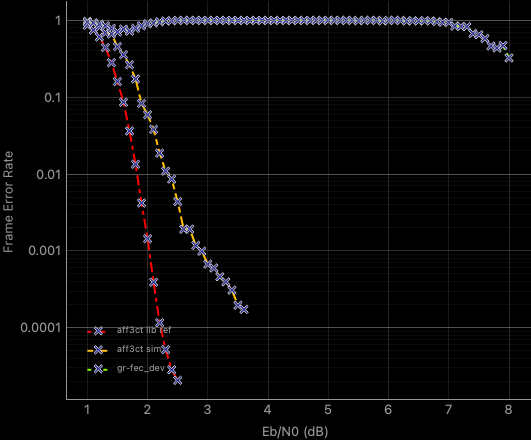 1
0.1
0.01
0.001
0.0001
Frame Error Rate
aff3ct lib ref
aff3ct sim
gr-fec_dev
1 2 3 4 5 6 7 8
Eb/N0 (dB)